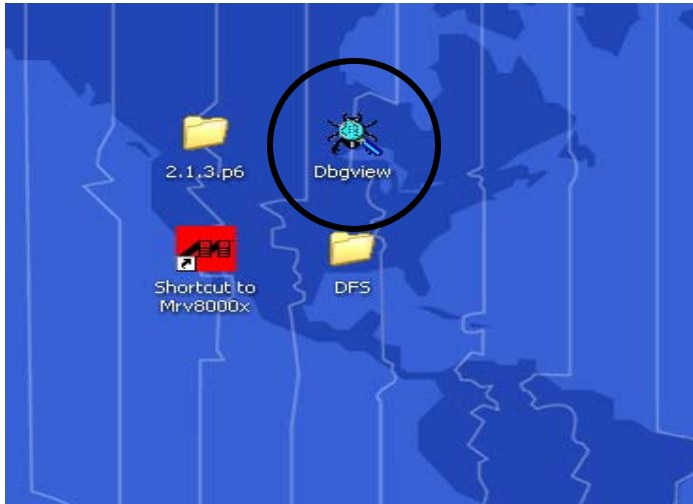 2.1.3.p6
Dbgview
Shortcut to
Mrv8000x
DFS